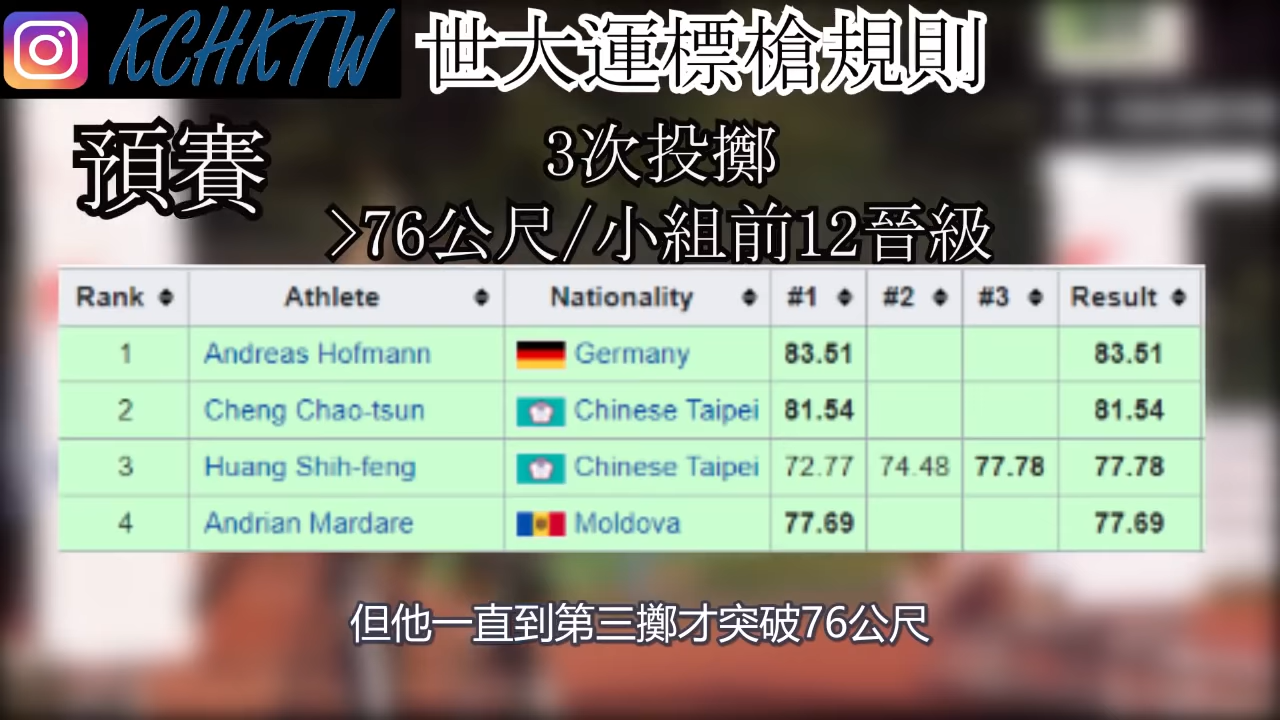 KCHKTW 世大運標槍規則
預賽
3次投擲
>76公尺/小組前12晉級
Rank Athlete Nationality #1 #2 #3 Result
1 Andreas Hofmann Germany 83.51 83.51
2 Cheng Chao-tsun Chinese Taipei 81.54 81.54
3 Huang Shih-feng Chinese Taipei 72.77 74.48 77.78 77.78
4 Andrian Mardare Moldova 77.69 77.69
但他一直到第三擲才突破76公尺